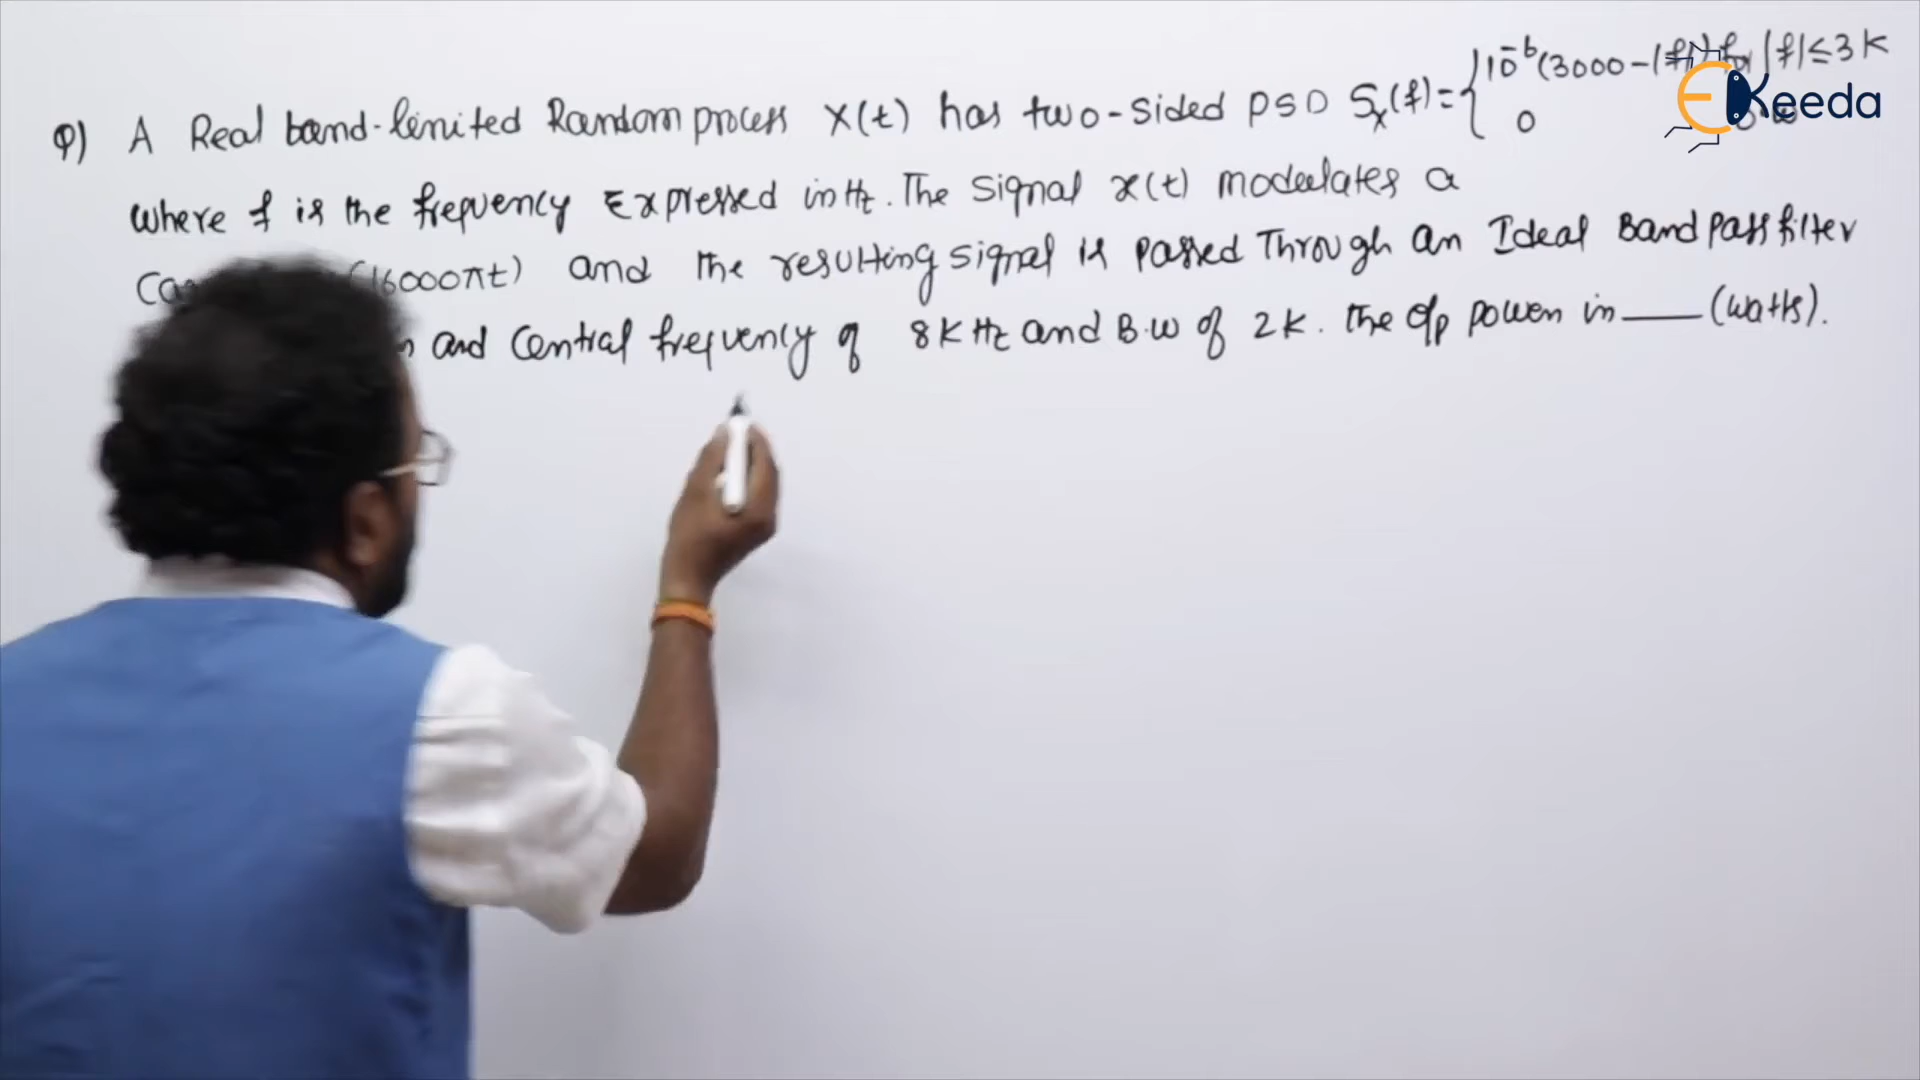 Q) A Real band-limited Random process X(t) has two-sided PSD Sx(f) = { 10^-6 (3000 - |f|) for |f| ≤ 3K
0
where f is the frequency Expressed in Hz. The Signal x(t) modulates a
(16000πt) and the resulting signal is passed Through an Ideal Band pass filter
and Central frequency of 8K Hz and B.W of 2K. the o/p power in ____ (watts).
EKeeda